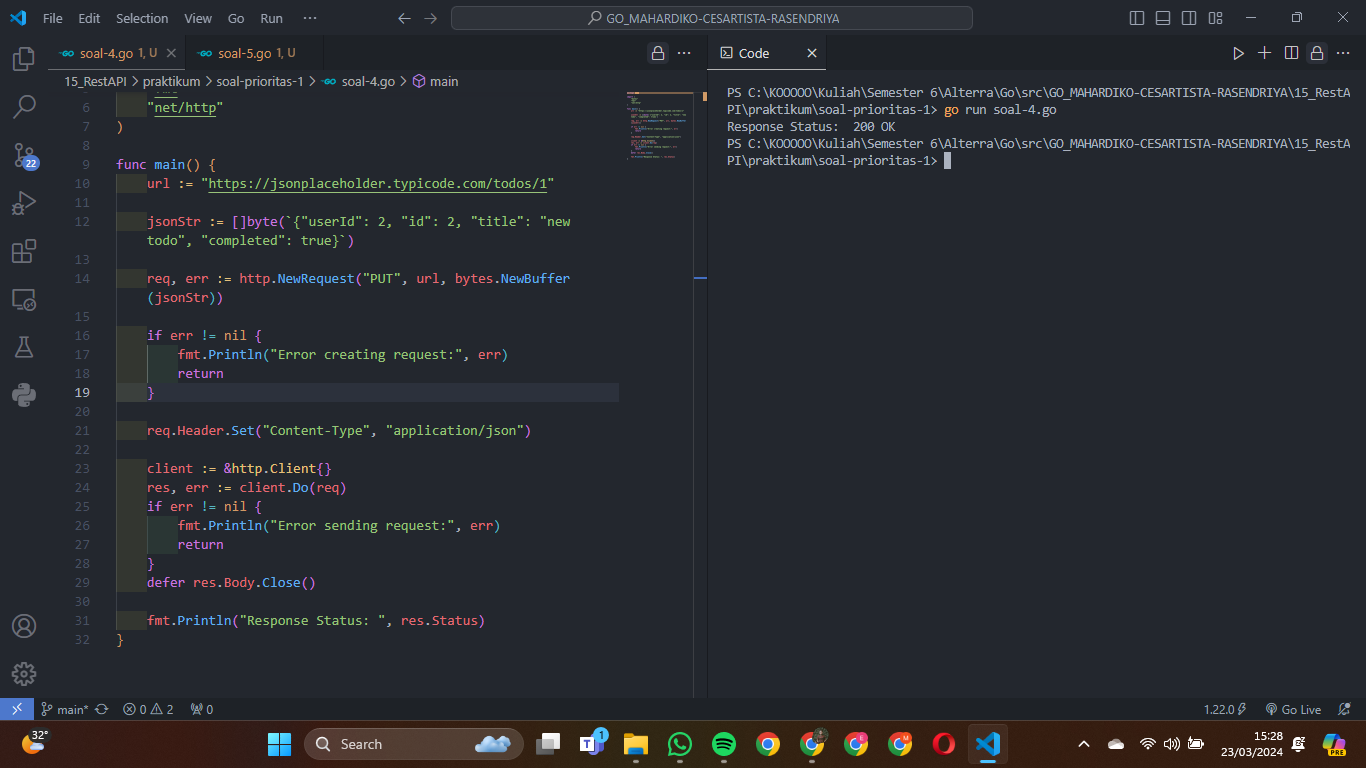 File Edit Selection View Go Run ··· GO_MAHARDIKO-CESARTISTA-RASENDRIYA
GO soal-4.go 1, U GO soal-5.go 1, U
15_RestAPI > praktikum > soal-prioritas-1 > GO soal-4.go > main
6 "net/http"
7 )
8
9 func main() {
10 url := "https://jsonplaceholder.typicode.com/todos/1"
11
12 jsonStr := []byte(`{"userId": 2, "id": 2, "title": "new
todo", "completed": true}`)
13
14 req, err := http.NewRequest("PUT", url, bytes.NewBuffer
(jsonStr))
15
16 if err != nil {
17 fmt.Println("Error creating request:", err)
18 return
19 }
20
21 req.Header.Set("Content-Type", "application/json")
22
23 client := &http.Client{}
24 res, err := client.Do(req)
25 if err != nil {
26 fmt.Println("Error sending request:", err)
27 return
28 }
29 defer res.Body.Close()
30
31 fmt.Println("Response Status: ", res.Status)
32 }
Code
PS C:\KOOOOO\Kuliah\Semester 6\Alterra\Go\src\GO_MAHARDIKO-CESARTISTA-RASENDRIYA\15_RestA
PI\praktikum\soal-prioritas-1> go run soal-4.go
Response Status:  200 OK
PS C:\KOOOOO\Kuliah\Semester 6\Alterra\Go\src\GO_MAHARDIKO-CESARTISTA-RASENDRIYA\15_RestA
PI\praktikum\soal-prioritas-1>
22
main* 0 2 0 1.22.0 Go Live
32° Search 1 15:28
23/03/2024
PRE